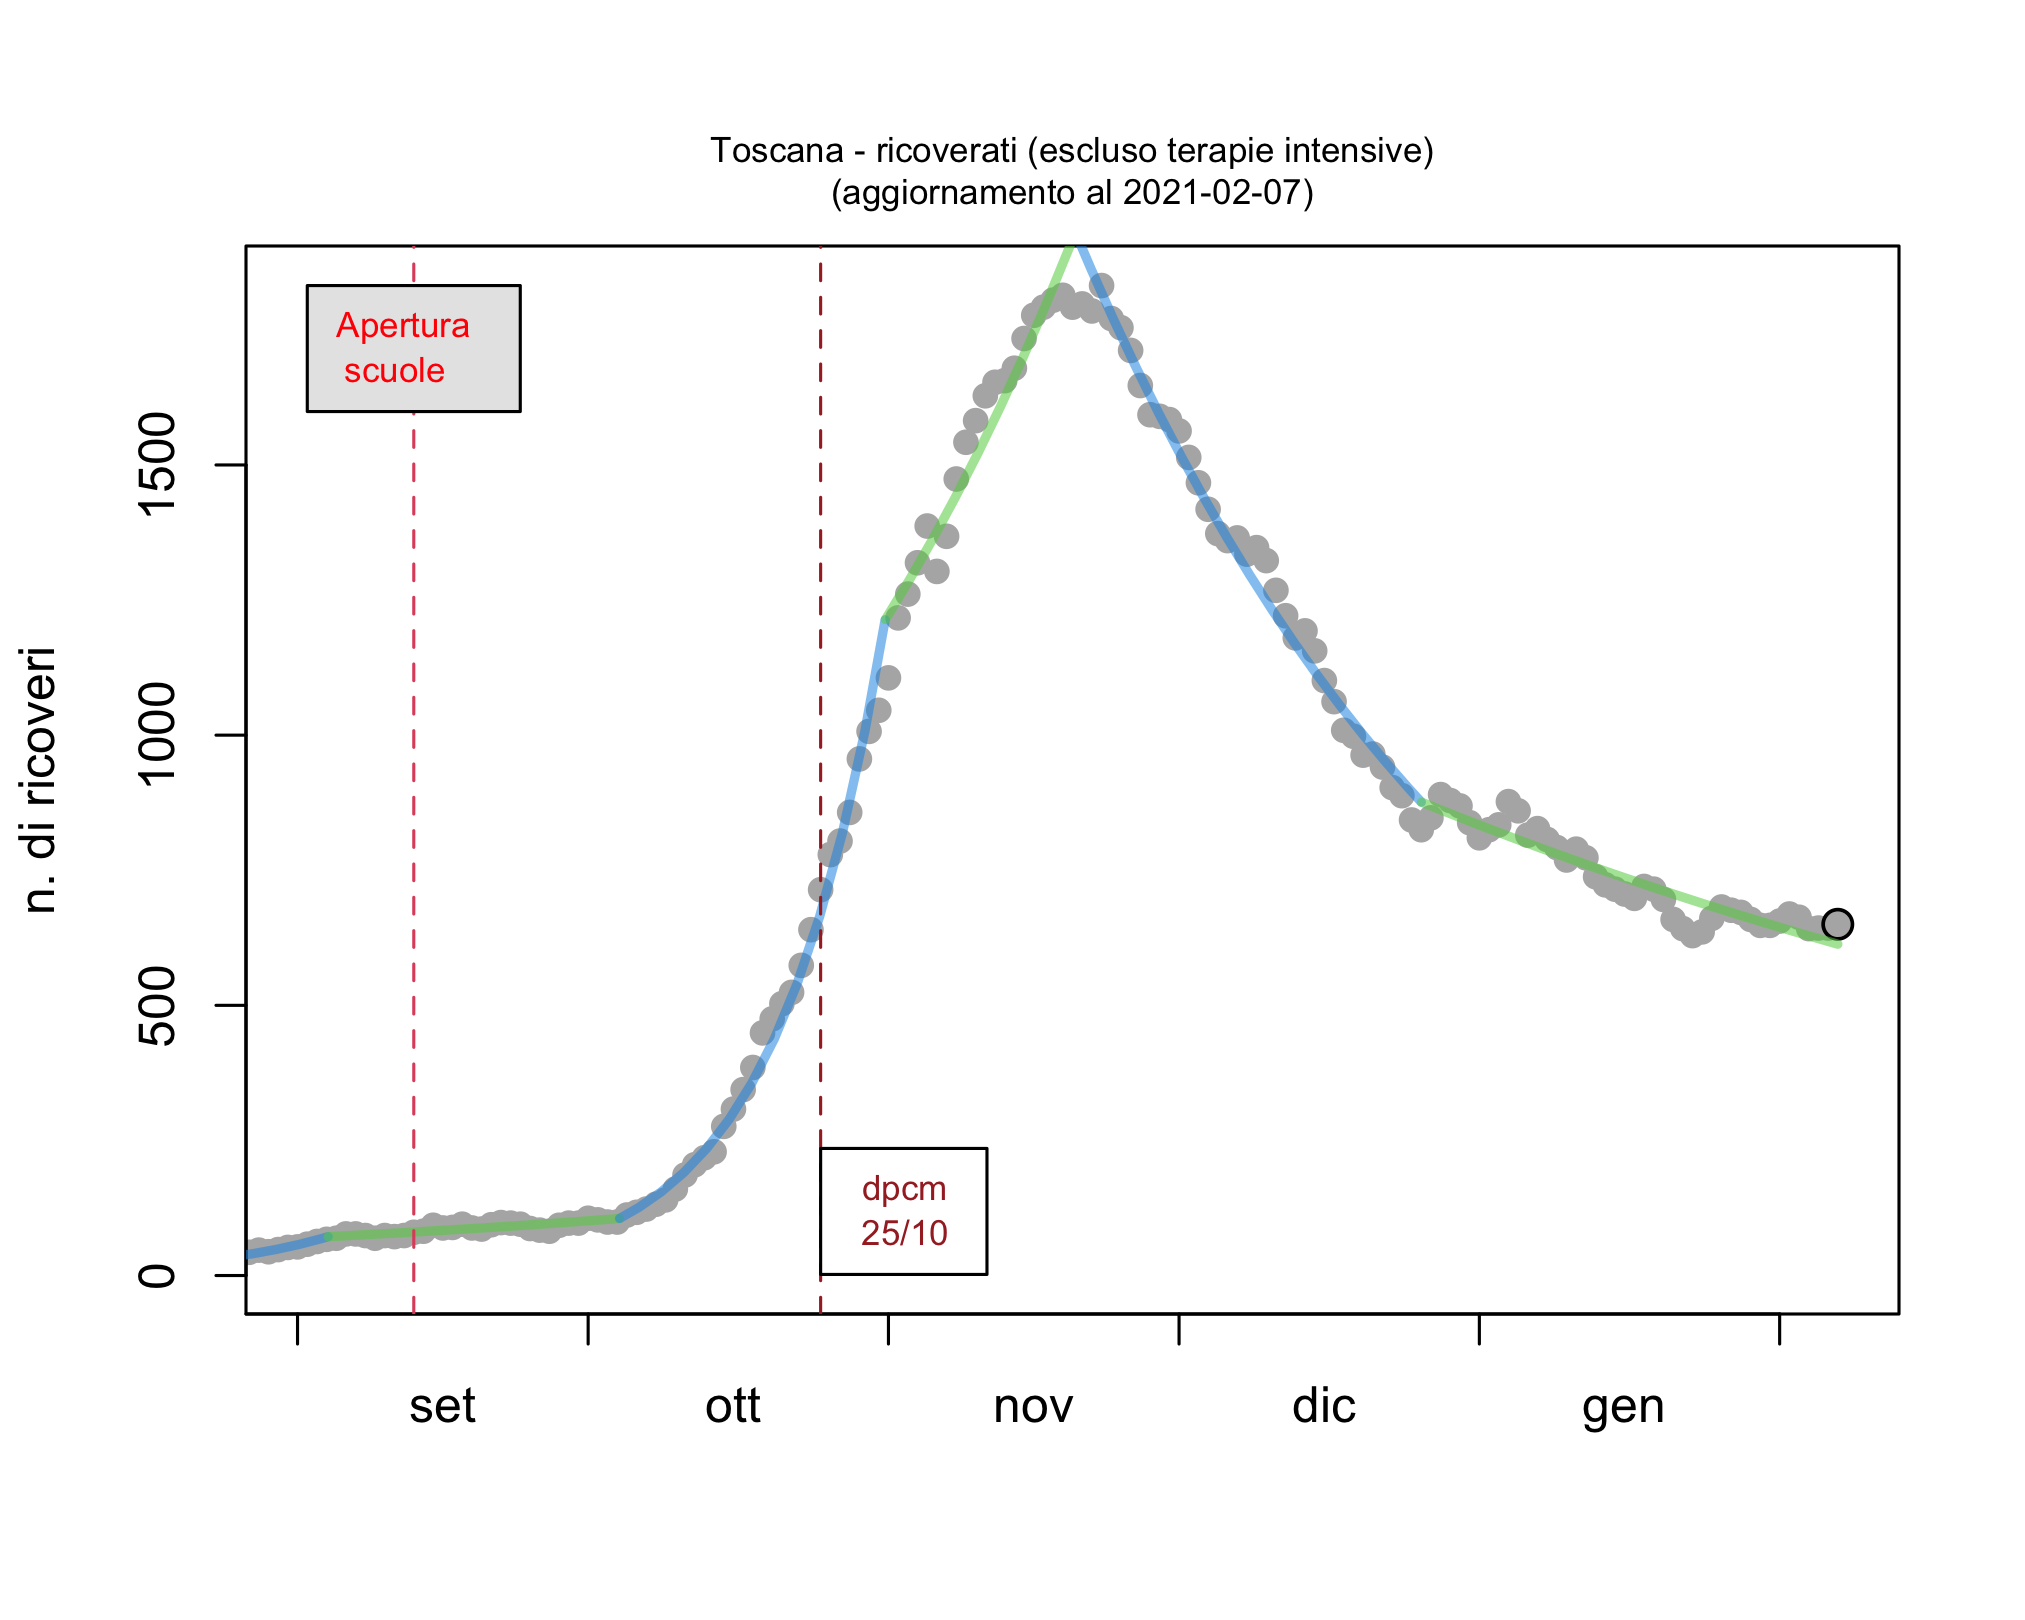 Toscana - ricoverati (escluso terapie intensive)
(aggiornamento al 2021-02-07)
Apertura
scuole
dpcm
25/10
n. di ricoveri
1500
1000
500
0
set
ott
nov
dic
gen